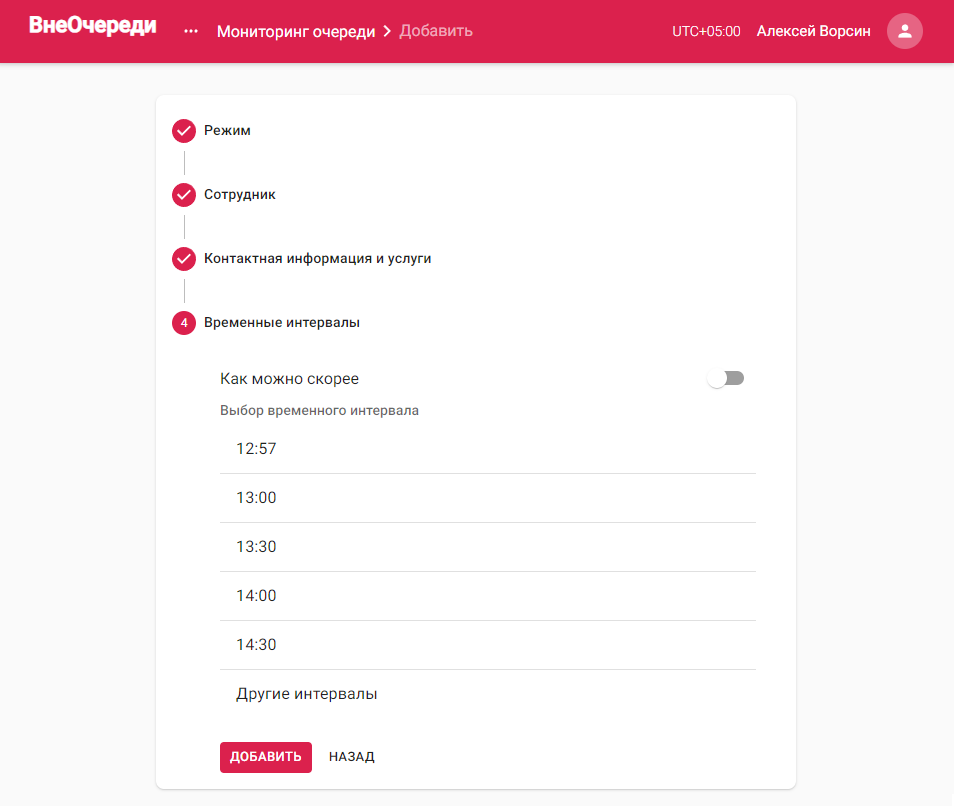 ВнеОчереди
••• Мониторинг очереди > Добавить
UTC+05:00 Алексей Ворсин
Режим
Сотрудник
Контактная информация и услуги
4 Временные интервалы
Как можно скорее
Выбор временного интервала
12:57
13:00
13:30
14:00
14:30
Другие интервалы
ДОБАВИТЬ НАЗАД